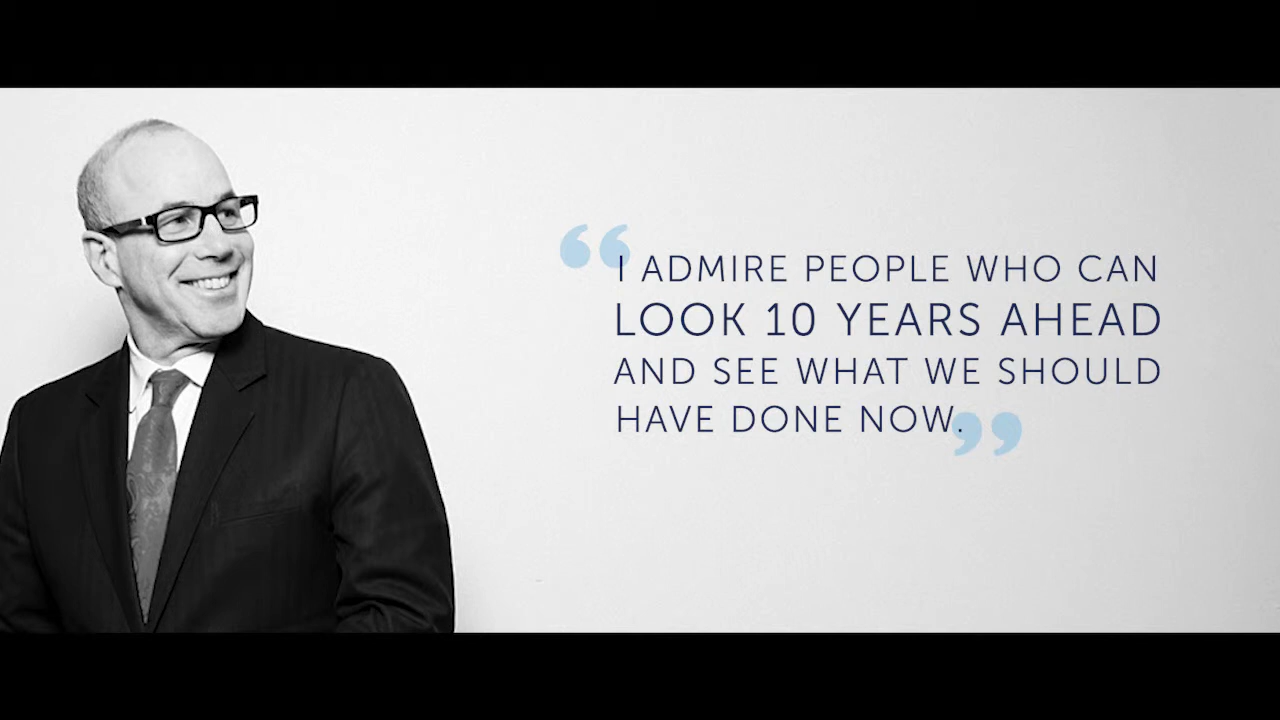 “I ADMIRE PEOPLE WHO CAN
LOOK 10 YEARS AHEAD
AND SEE WHAT WE SHOULD
HAVE DONE NOW.”